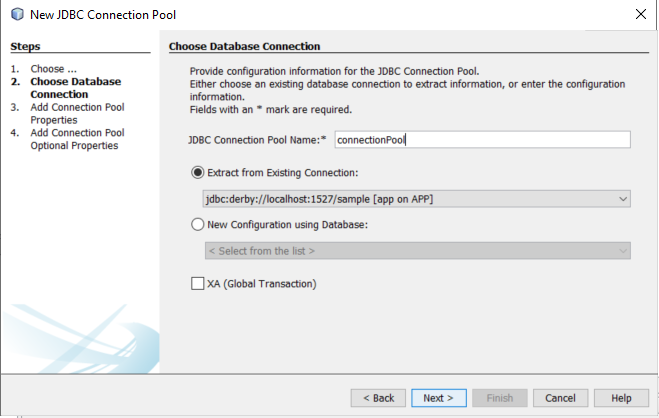 New JDBC Connection Pool
Steps
1. Choose ...
2. Choose Database
Connection
3. Add Connection Pool
Properties
4. Add Connection Pool
Optional Properties
Choose Database Connection
Provide configuration information for the JDBC Connection Pool.
Either choose an existing database connection to extract information, or enter the configuration
information.
Fields with an * mark are required.
JDBC Connection Pool Name:* connectionPool
Extract from Existing Connection:
jdbc:derby://localhost:1527/sample [app on APP]
New Configuration using Database:
< Select from the list >
XA (Global Transaction)
< Back Next > Finish Cancel Help